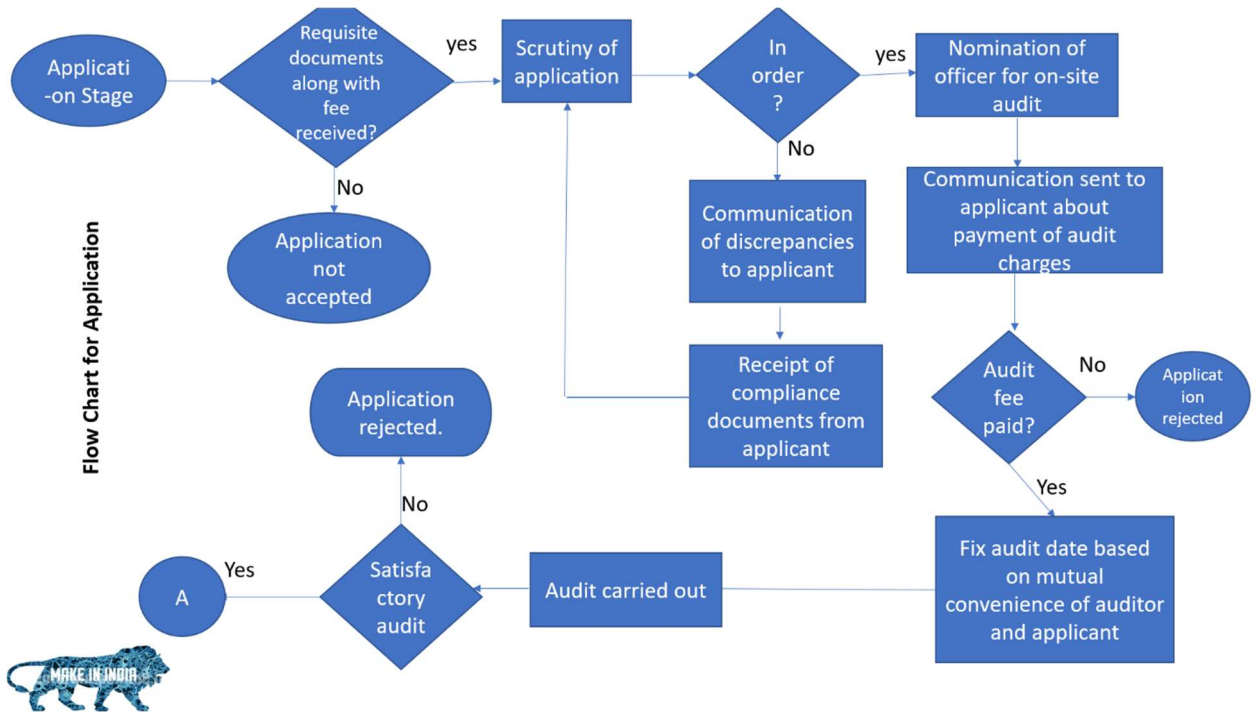 Applicati
-on Stage
Requisite
documents
along with
fee
received?
yes
Scrutiny of
application
In
order
?
yes
Nomination of
officer for on-site
audit
No
Application
not
accepted
No
Communication
of discrepancies
to applicant
Communication sent to
applicant about
payment of audit
charges
Receipt of
compliance
documents from
applicant
Audit
fee
paid?
No
Applicat
ion
rejected
Yes
Fix audit date based
on mutual
convenience of auditor
and applicant
Audit carried out
Satisfa
ctory
audit
No
Application
rejected.
Yes
A
Flow Chart for Application
MAKE IN INDIA